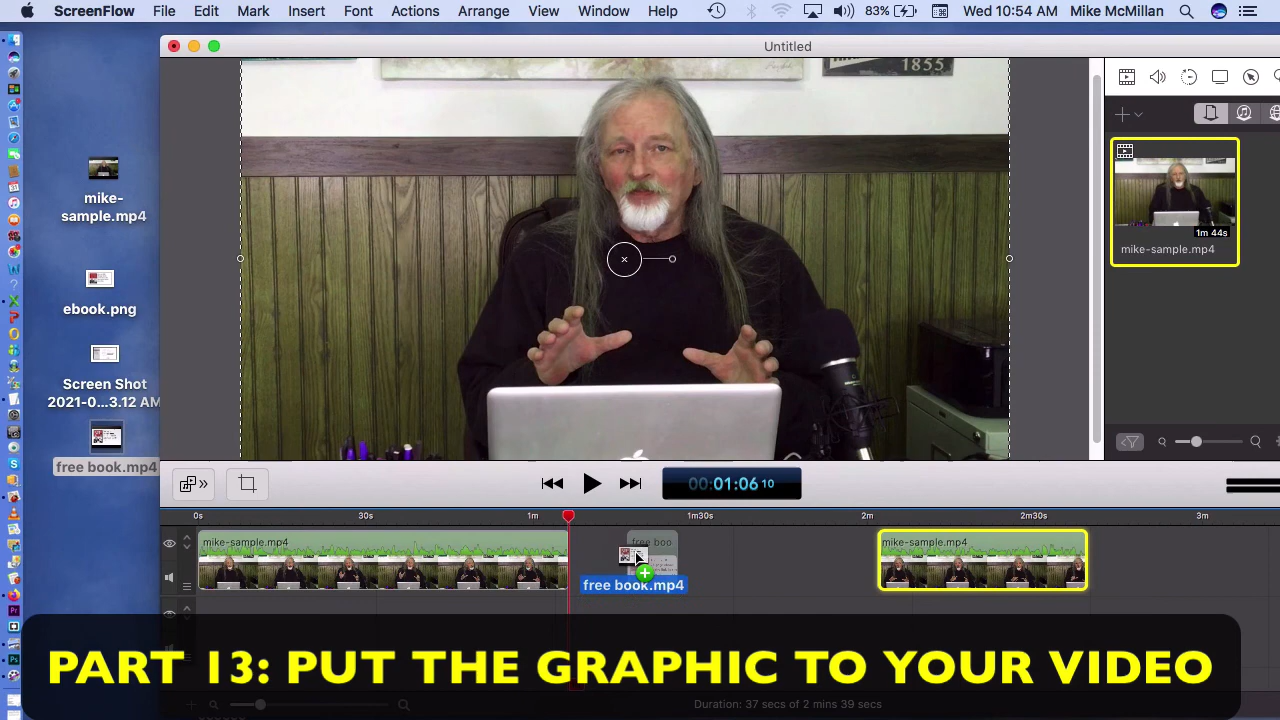 ScreenFlow File Edit Mark Insert Font Actions Arrange View Window Help 83% Wed 10:54 AM Mike McMillan
Untitled
1855
mike-
sample.mp4
ebook.png
Screen Shot
2021-0...3.12 AM
free book.mp4
1m 44s
mike-sample.mp4
00:01:06 10
0s 30s 1m 1m30s 2m 2m30s 3m
mike-sample.mp4 free boo mike-sample.mp4
free book.mp4
PART 13: PUT THE GRAPHIC TO YOUR VIDEO
Duration: 37 secs of 2 mins 39 secs